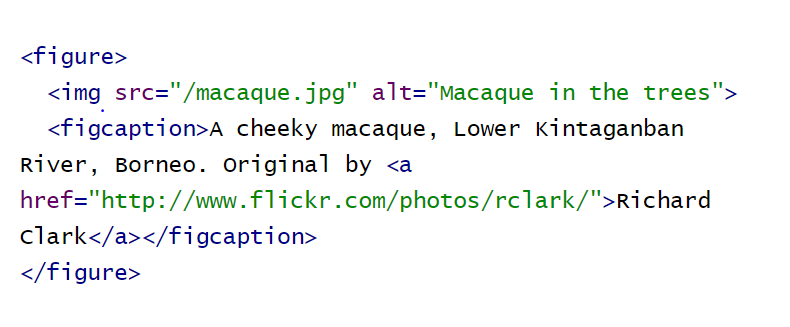 <figure>
<img src="/macaque.jpg" alt="Macaque in the trees">
<figcaption>A cheeky macaque, Lower Kintaganban
River, Borneo. Original by <a
href="http://www.flickr.com/photos/rclark/">Richard
Clark</a></figcaption>
</figure>